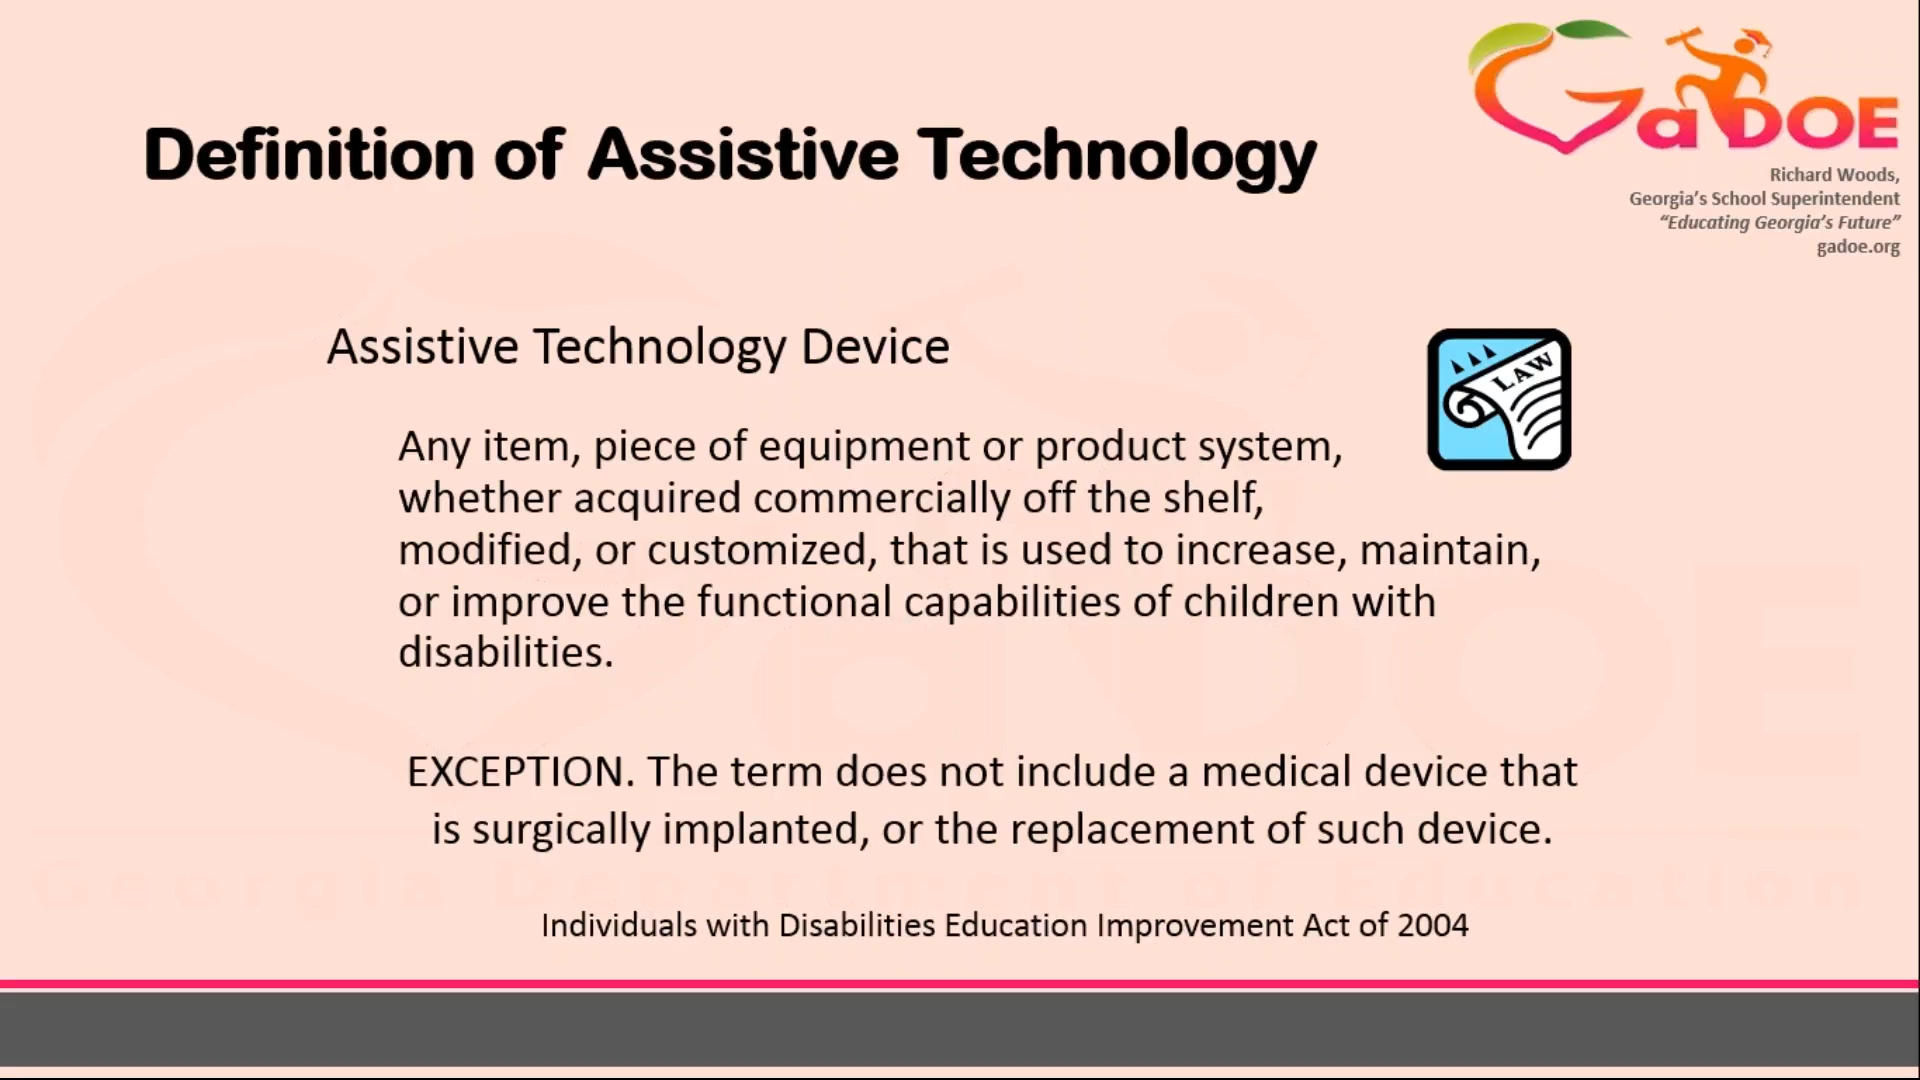 GaDOE
Richard Woods,
Georgia's School Superintendent
"Educating Georgia's Future"
gadoe.org
Definition of Assistive Technology
Assistive Technology Device
LAW
Any item, piece of equipment or product system,
whether acquired commercially off the shelf,
modified, or customized, that is used to increase, maintain,
or improve the functional capabilities of children with
disabilities.
EXCEPTION. The term does not include a medical device that
is surgically implanted, or the replacement of such device.
Georgia Department of Education
Individuals with Disabilities Education Improvement Act of 2004